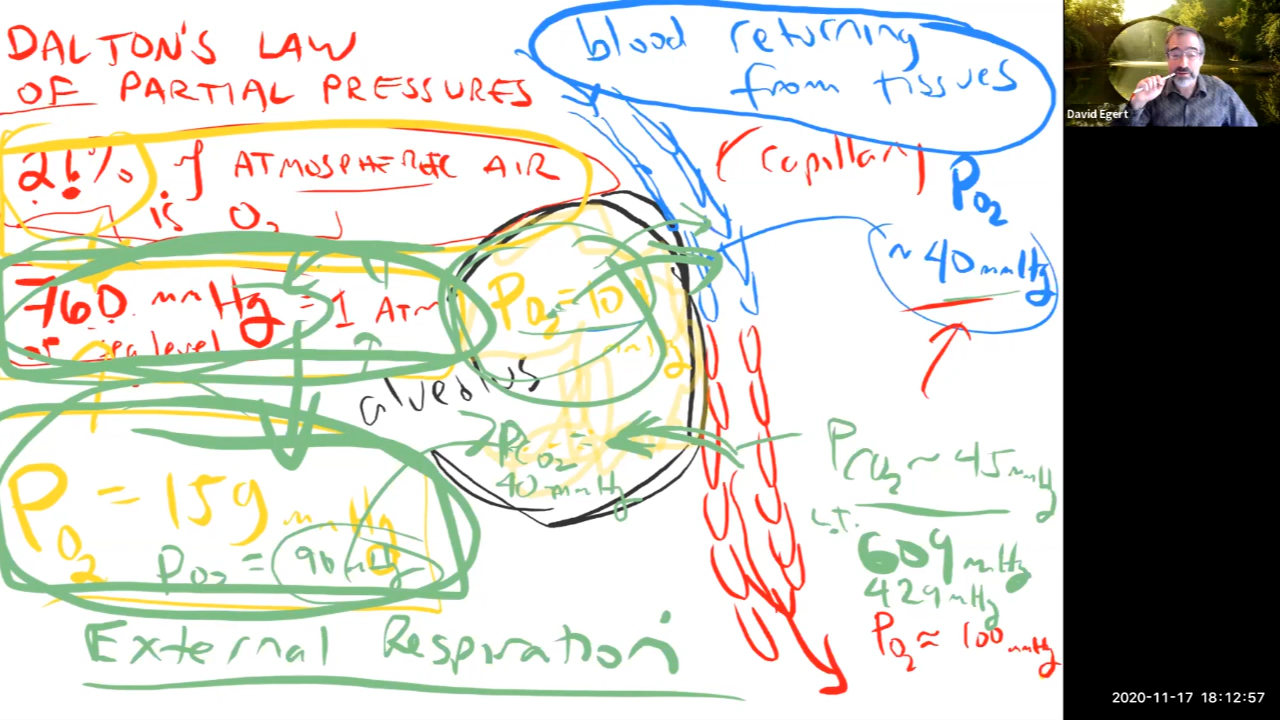 DALTON'S LAW
OF PARTIAL PRESSURES
21% of ATMOSPHERIC AIR
is O2
760 mmHg = 1 ATM
sea level
PO2 = 159 mmHg
PO2 = 90 mmHg
External Respiration
alveolus
PO2 = 100
mmHg
PCO2 =
40 mmHg
blood returning
from tissues
(capillary)
PO2
~ 40 mmHg
PCO2 ~ 45 mmHg
609 mmHg
429 mmHg
PO2 ≈ 100 mmHg
David Egert
2020-11-17 18:12:57